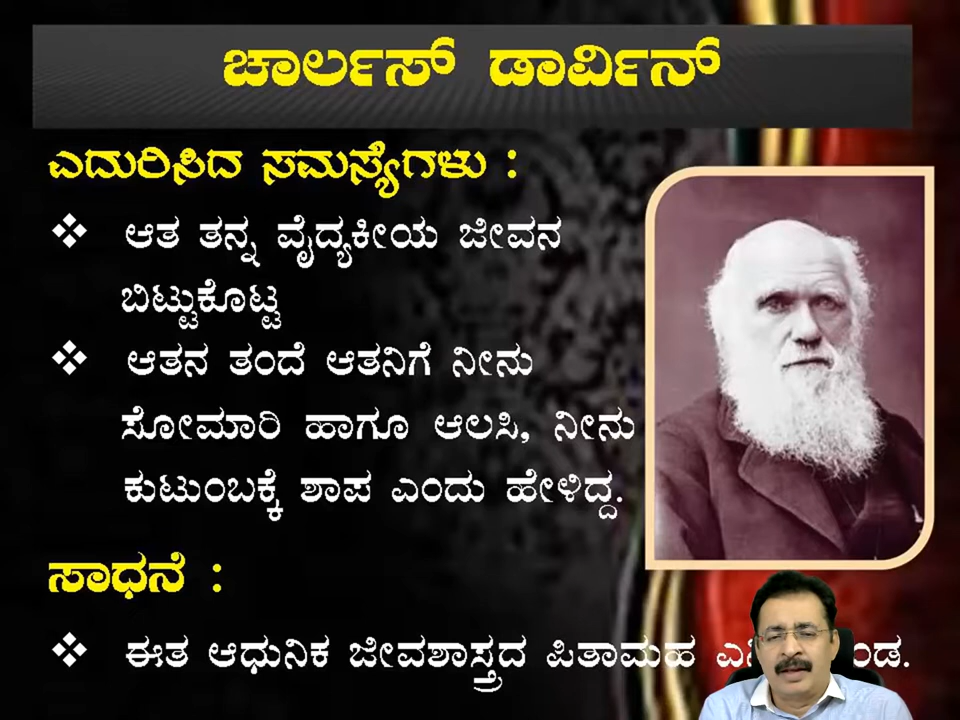 ಚಾರ್ಲಸ್ ಡಾರ್ವಿನ್
ಎದುರಿಸಿದ ಸಮಸ್ಯೆಗಳು :
❖ ಆತ ತನ್ನ ವೈದ್ಯಕೀಯ ಜೀವನ
ಬಿಟ್ಟುಕೊಟ್ಟ
❖ ಆತನ ತಂದೆ ಆತನಿಗೆ ನೀನು
ಸೋಮಾರಿ ಹಾಗೂ ಆಲಸಿ, ನೀನು
ಕುಟುಂಬಕ್ಕೆ ಶಾಪ ಎಂದು ಹೇಳಿದ್ದ.
ಸಾಧನೆ :
❖ ಈತ ಆಧುನಿಕ ಜೀವಶಾಸ್ತ್ರದ ಪಿತಾಮಹ